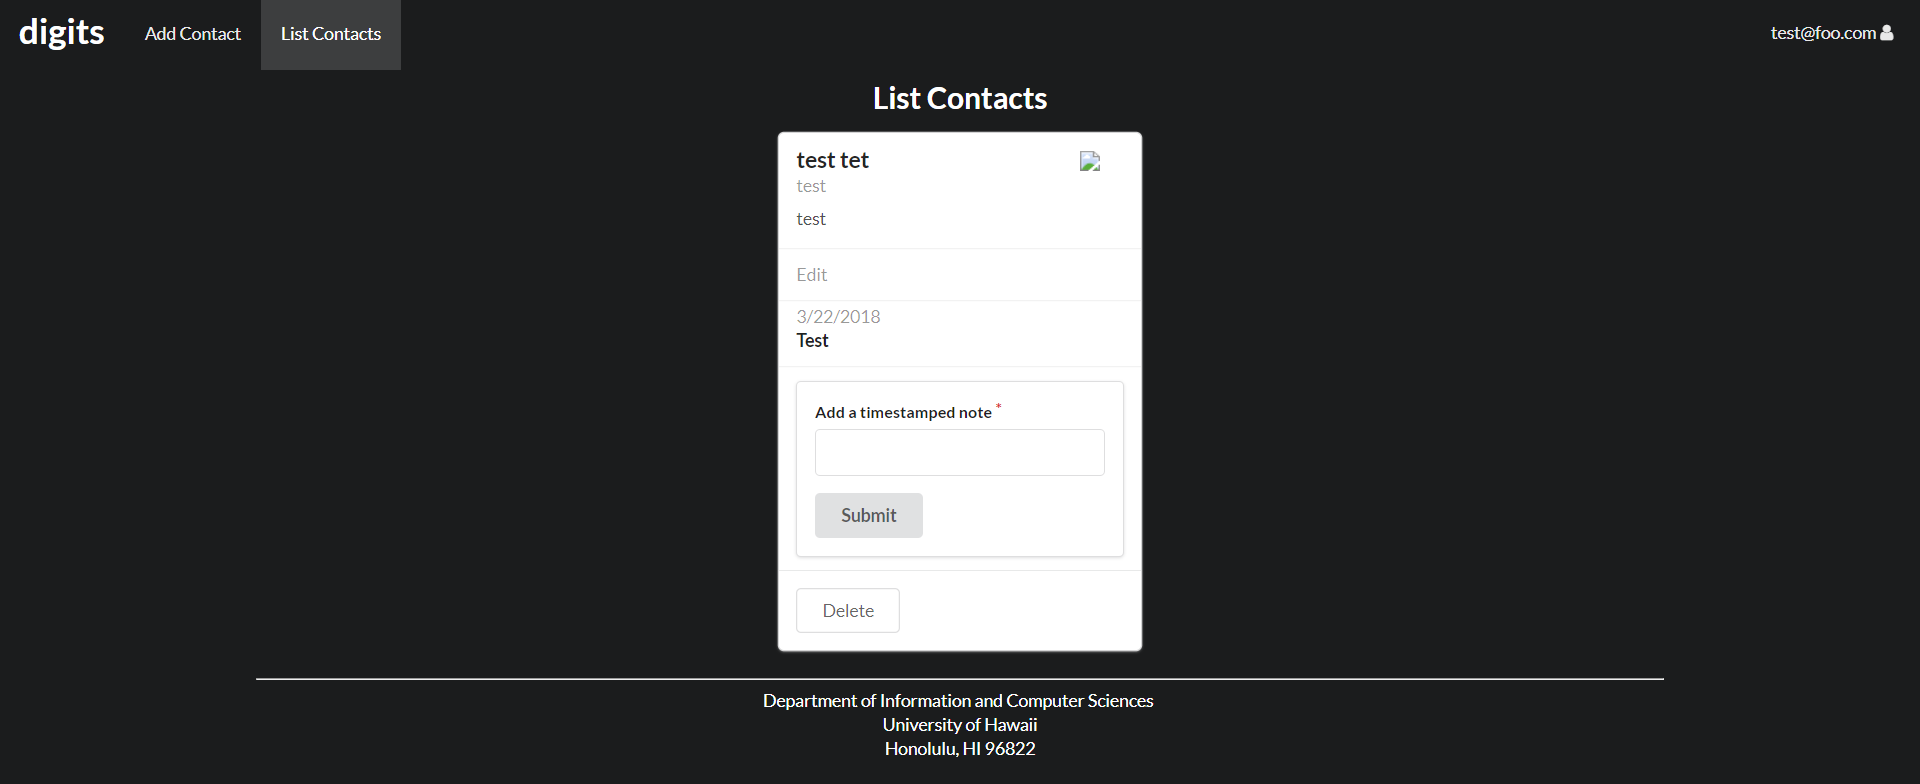 digits
Add Contact
List Contacts
test@foo.com
List Contacts
test tet
test
test
Edit
3/22/2018
Test
Add a timestamped note *
Submit
Delete
Department of Information and Computer Sciences
University of Hawaii
Honolulu, HI 96822